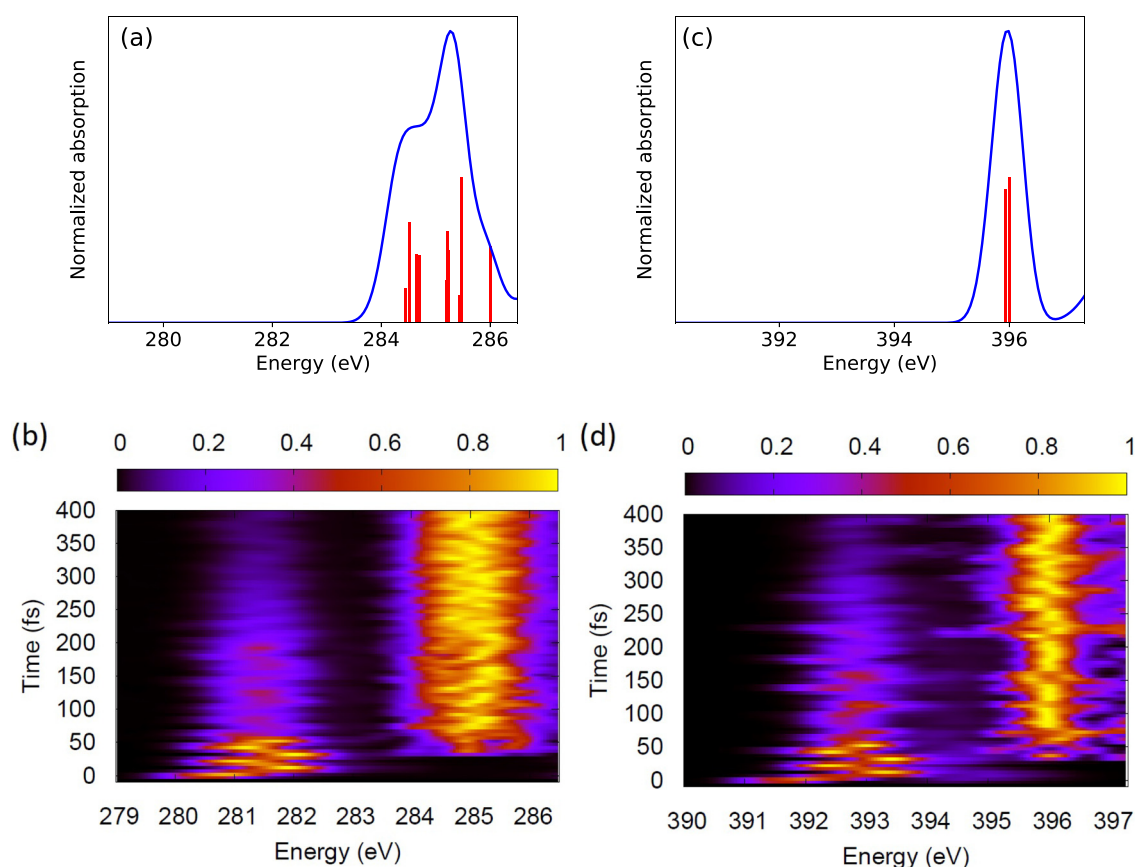 (a)
Normalized absorption
280 282 284 286
Energy (eV)
(c)
Normalized absorption
392 394 396
Energy (eV)
(b)
0 0.2 0.4 0.6 0.8 1
400
350
300
250
200
150
100
50
0
Time (fs)
279 280 281 282 283 284 285 286
Energy (eV)
(d)
0 0.2 0.4 0.6 0.8 1
400
350
300
250
200
150
100
50
0
Time (fs)
390 391 392 393 394 395 396 397
Energy (eV)